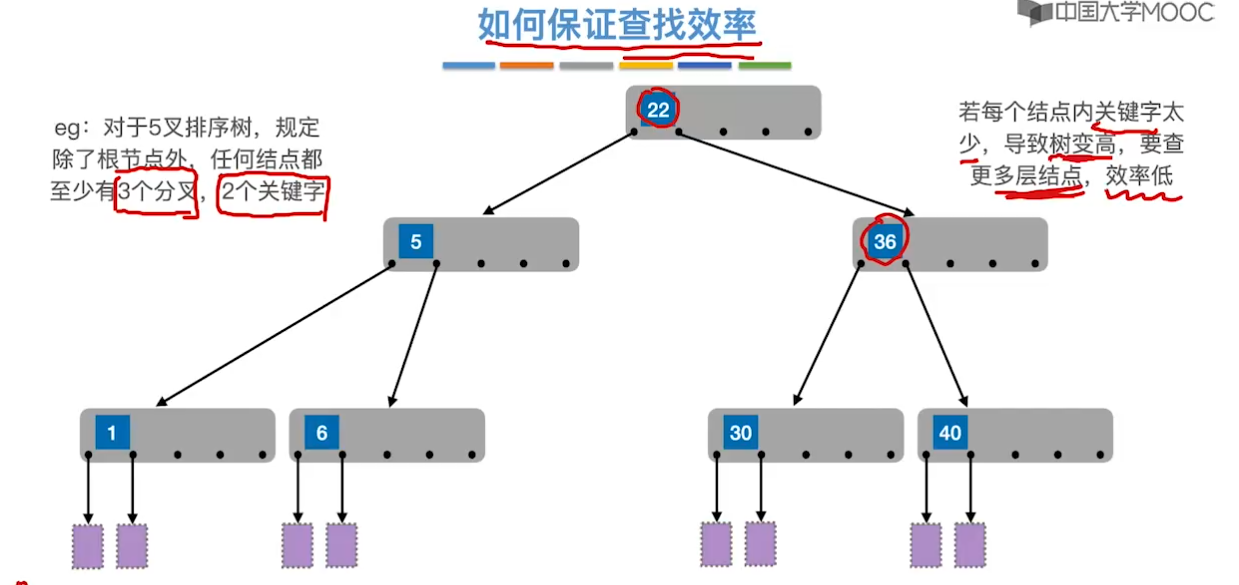 中国大学MOOC
如何保证查找效率
eg：对于5叉排序树，规定
除了根节点外，任何结点都
至少有3个分叉，2个关键字
若每个结点内关键字太
少，导致树变高，要查
更多层结点，效率低
22
5
36
1
6
30
40